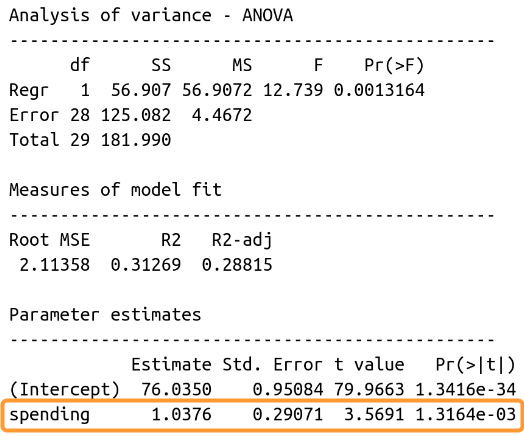 Analysis of variance - ANOVA
------------------------------------------------
      df      SS      MS      F    Pr(>F)
Regr   1  56.907 56.9072 12.739 0.0013164
Error 28 125.082  4.4672
Total 29 181.990
Measures of model fit
------------------------------------------------
Root MSE       R2   R2-adj
 2.11358  0.31269  0.28815
Parameter estimates
------------------------------------------------
            Estimate Std. Error t value   Pr(>|t|)
(Intercept)  76.0350    0.95084 79.9663 1.3416e-34
spending      1.0376    0.29071  3.5691 1.3164e-03